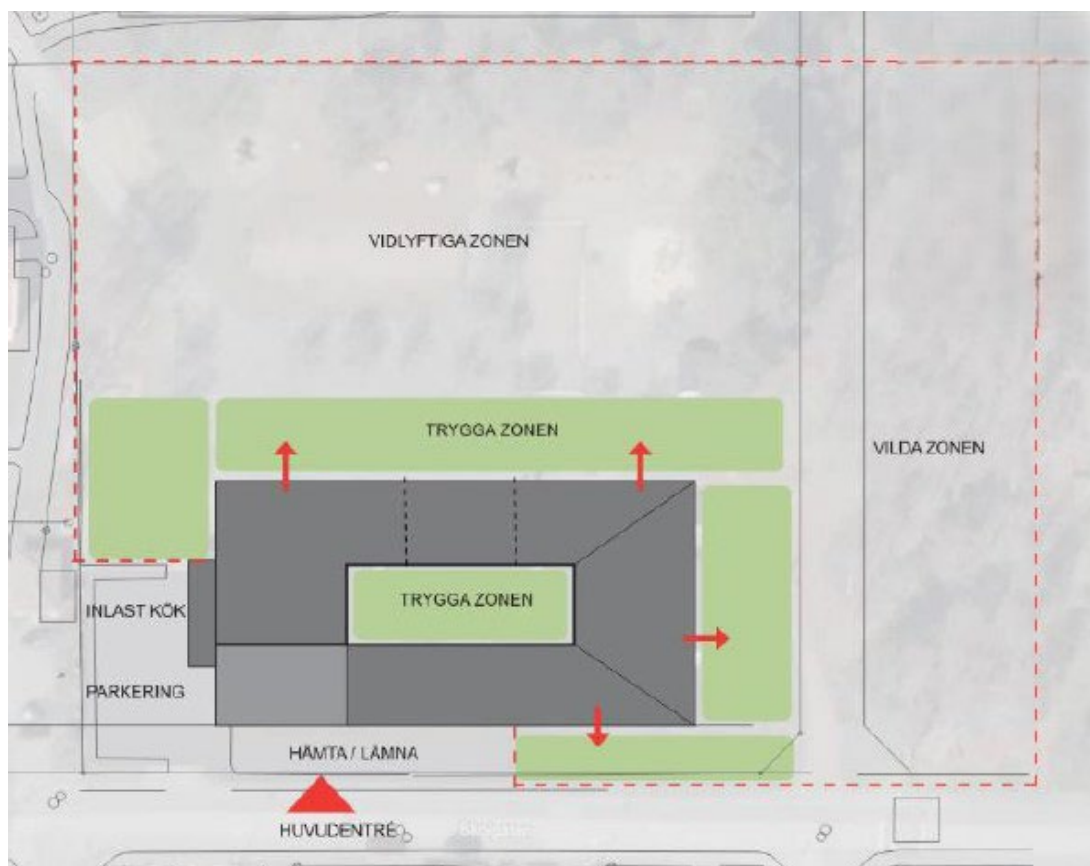 VIDLYFTIGA ZONEN
TRYGGA ZONEN
VILDA ZONEN
TRYGGA ZONEN
INLAST KÖK
PARKERING
HÄMTA / LÄMNA
HUVUDENTRÉ